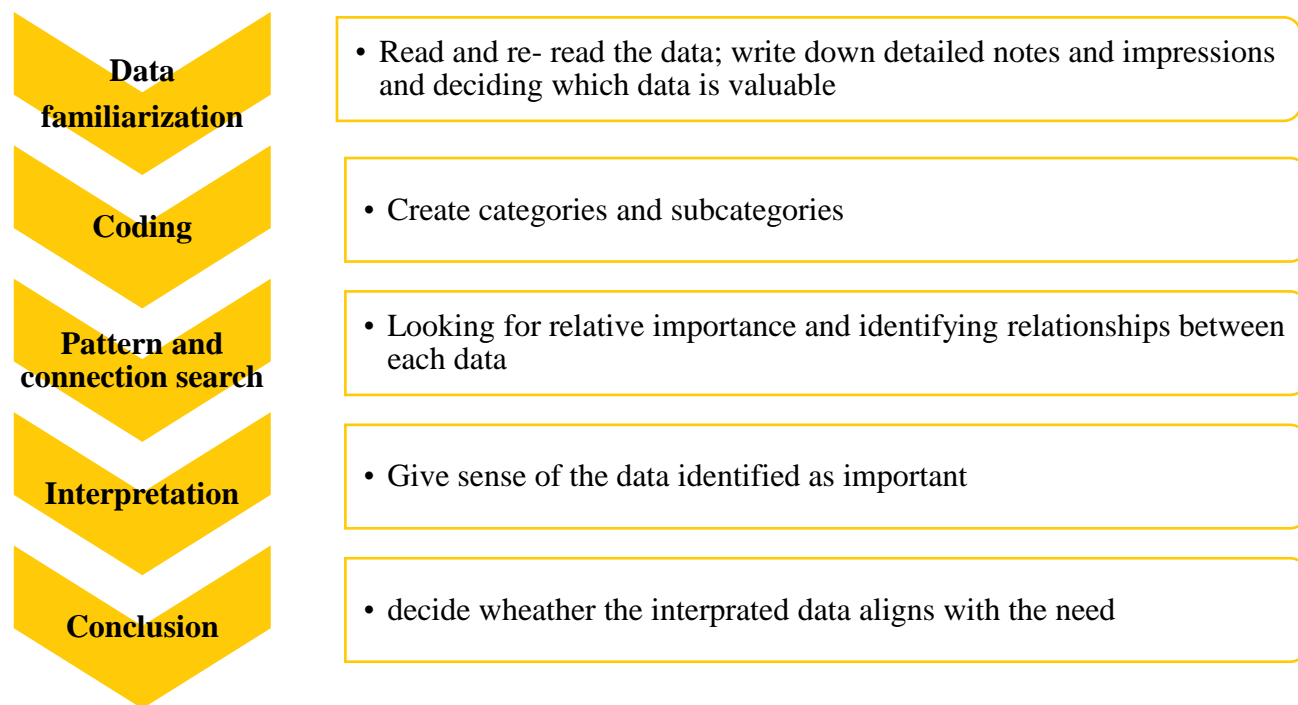 Data
familiarization
• Read and re- read the data; write down detailed notes and impressions
and deciding which data is valuable
Coding
• Create categories and subcategories
Pattern and
connection search
• Looking for relative importance and identifying relationships between
each data
Interpretation
• Give sense of the data identified as important
Conclusion
• decide wheather the interprated data aligns with the need